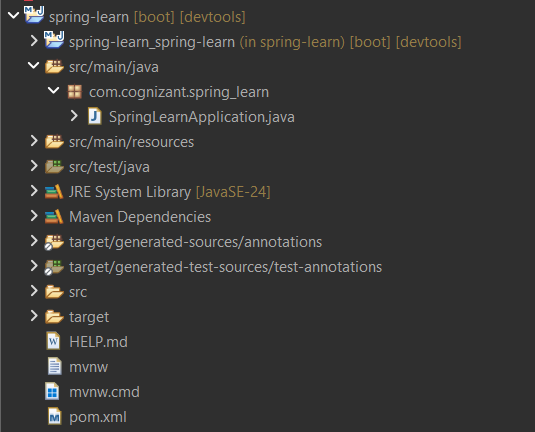 spring-learn [boot] [devtools]
spring-learn_spring-learn (in spring-learn) [boot] [devtools]
src/main/java
com.cognizant.spring_learn
SpringLearnApplication.java
src/main/resources
src/test/java
JRE System Library [JavaSE-24]
Maven Dependencies
target/generated-sources/annotations
target/generated-test-sources/test-annotations
src
target
HELP.md
mvnw
mvnw.cmd
pom.xml